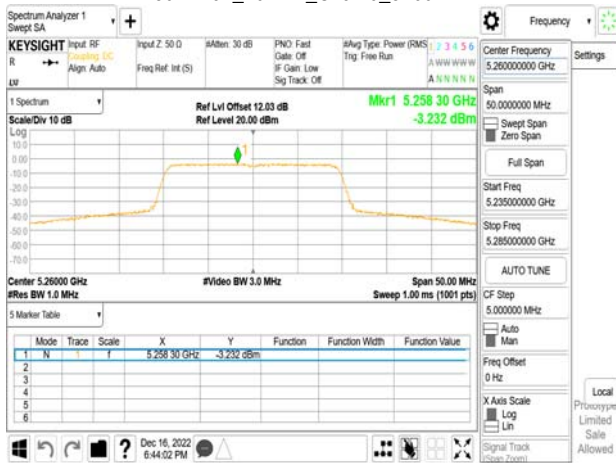 Spectrum Analyzer 1
Swept SA
+
Frequency
KEYSIGHT
Input: RF
Coupling: DC
Align: Auto
Input Z: 50 Ω
Freq Ref: Int (S)
#Atten: 30 dB
PNO: Fast
Gate: Off
IF Gain: Low
Sig Track: Off
#Avg Type: Power (RMS
Trig: Free Run
1 2 3 4 5 6
A WW WW W
A N N N N N
R
LXI
1 Spectrum
Scale/Div 10 dB
Log
Ref Lvl Offset 12.03 dB
Ref Level 20.00 dBm
Mkr1 5.258 30 GHz
-3.232 dBm
10.0
0.00
-10.0
-20.0
-30.0
-40.0
-50.0
-60.0
-70.0
1
Center 5.26000 GHz
#Res BW 1.0 MHz
#Video BW 3.0 MHz
Span 50.00 MHz
Sweep 1.00 ms (1001 pts)
5 Marker Table
Mode Trace Scale X Y Function Function Width Function Value
1 N 1 f 5.258 30 GHz -3.232 dBm
2
3
4
5
6
Dec 16, 2022
6:44:02 PM
?
Center Frequency
5.260000000 GHz
Settings
Span
50.0000000 MHz
Swept Span
Zero Span
Full Span
Start Freq
5.235000000 GHz
Stop Freq
5.285000000 GHz
AUTO TUNE
CF Step
5.000000 MHz
Auto
Man
Freq Offset
0 Hz
X Axis Scale
Log
Lin
Signal Track
(Span Zoom)
Local
Prototype
Limited
Sale
Allowed